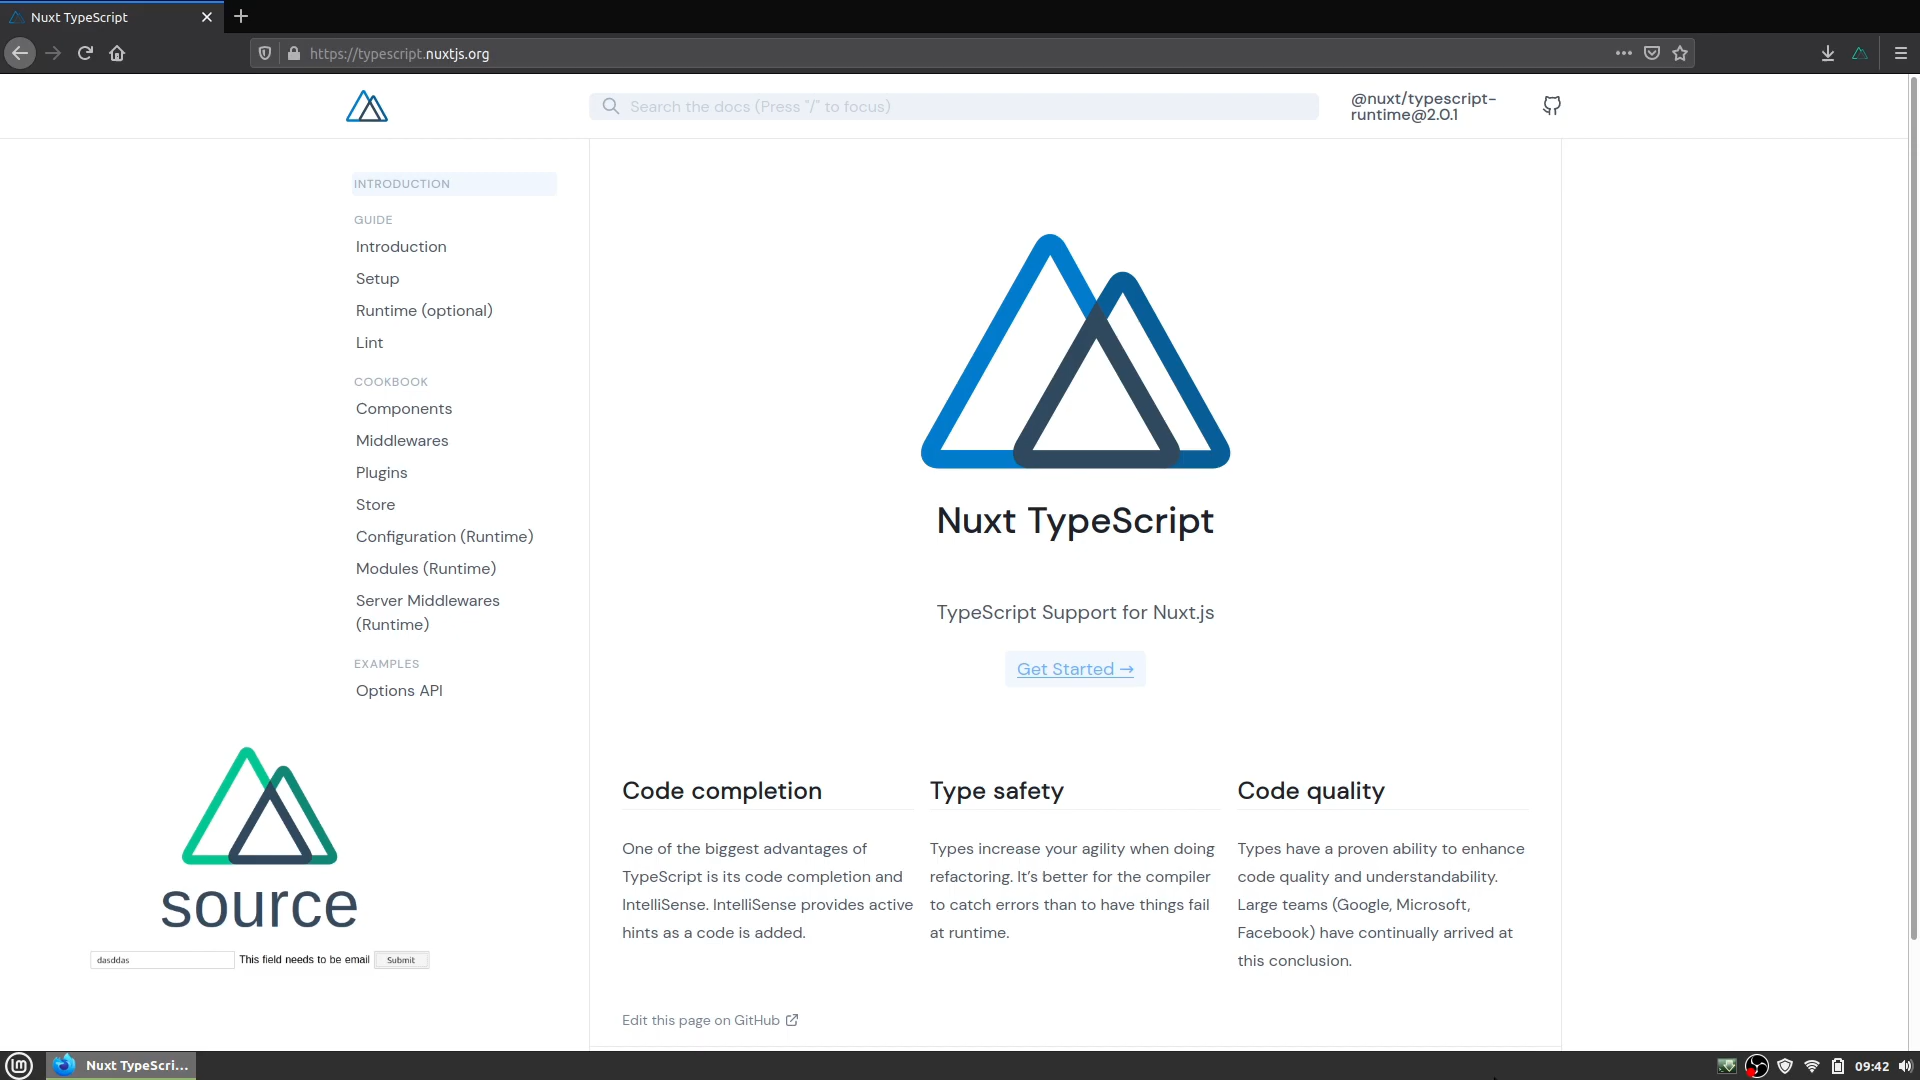 Nuxt TypeScript
https://typescript.nuxtjs.org
Search the docs (Press "/" to focus)
@nuxt/typescript-
runtime@2.0.1
INTRODUCTION
GUIDE
Introduction
Setup
Runtime (optional)
Lint
COOKBOOK
Components
Middlewares
Plugins
Store
Configuration (Runtime)
Modules (Runtime)
Server Middlewares
(Runtime)
EXAMPLES
Options API
source
dasddas This field needs to be email Submit
Nuxt TypeScript
TypeScript Support for Nuxt.js
Get Started →
Code completion
One of the biggest advantages of
TypeScript is its code completion and
IntelliSense. IntelliSense provides active
hints as a code is added.
Type safety
Types increase your agility when doing
refactoring. It’s better for the compiler
to catch errors than to have things fail
at runtime.
Code quality
Types have a proven ability to enhance
code quality and understandability.
Large teams (Google, Microsoft,
Facebook) have continually arrived at
this conclusion.
Edit this page on GitHub
Nuxt TypeScri...
09:42